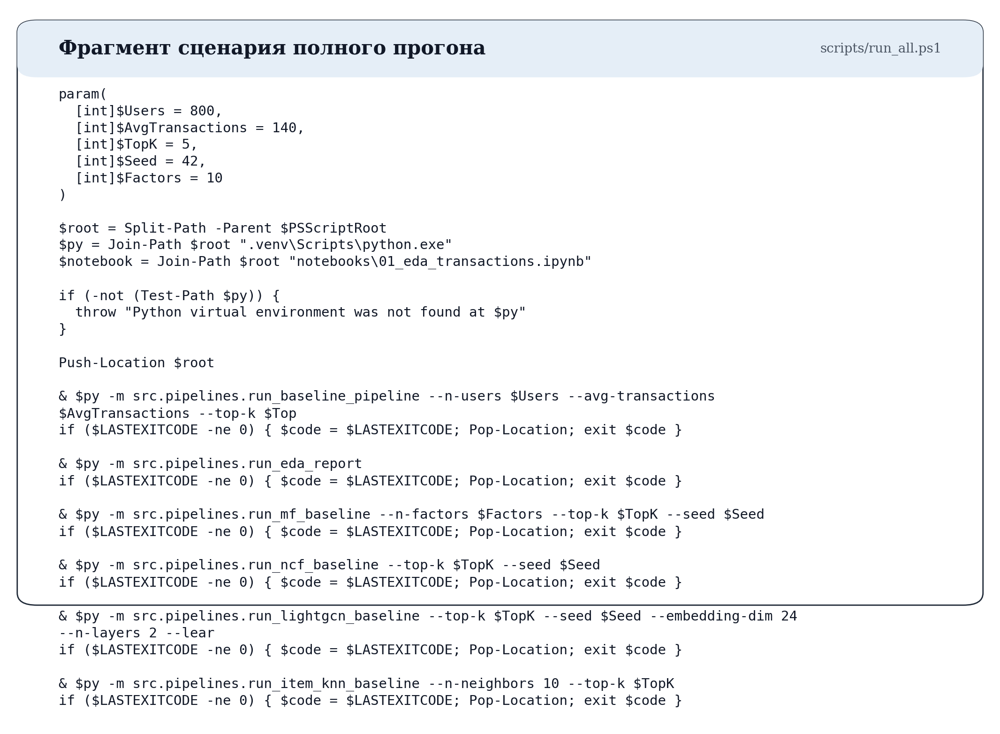 Фрагмент сценария полного прогона
scripts/run_all.ps1
param(
  [int]$Users = 800,
  [int]$AvgTransactions = 140,
  [int]$TopK = 5,
  [int]$Seed = 42,
  [int]$Factors = 10
)
$root = Split-Path -Parent $PSScriptRoot
$py = Join-Path $root ".venv\Scripts\python.exe"
$notebook = Join-Path $root "notebooks\01_eda_transactions.ipynb"
if (-not (Test-Path $py)) {
  throw "Python virtual environment was not found at $py"
}
Push-Location $root
& $py -m src.pipelines.run_baseline_pipeline --n-users $Users --avg-transactions
$AvgTransactions --top-k $Top
if ($LASTEXITCODE -ne 0) { $code = $LASTEXITCODE; Pop-Location; exit $code }
& $py -m src.pipelines.run_eda_report
if ($LASTEXITCODE -ne 0) { $code = $LASTEXITCODE; Pop-Location; exit $code }
& $py -m src.pipelines.run_mf_baseline --n-factors $Factors --top-k $TopK --seed $Seed
if ($LASTEXITCODE -ne 0) { $code = $LASTEXITCODE; Pop-Location; exit $code }
& $py -m src.pipelines.run_ncf_baseline --top-k $TopK --seed $Seed
if ($LASTEXITCODE -ne 0) { $code = $LASTEXITCODE; Pop-Location; exit $code }
& $py -m src.pipelines.run_lightgcn_baseline --top-k $TopK --seed $Seed --embedding-dim 24
--n-layers 2 --lear
if ($LASTEXITCODE -ne 0) { $code = $LASTEXITCODE; Pop-Location; exit $code }
& $py -m src.pipelines.run_item_knn_baseline --n-neighbors 10 --top-k $TopK
if ($LASTEXITCODE -ne 0) { $code = $LASTEXITCODE; Pop-Location; exit $code }